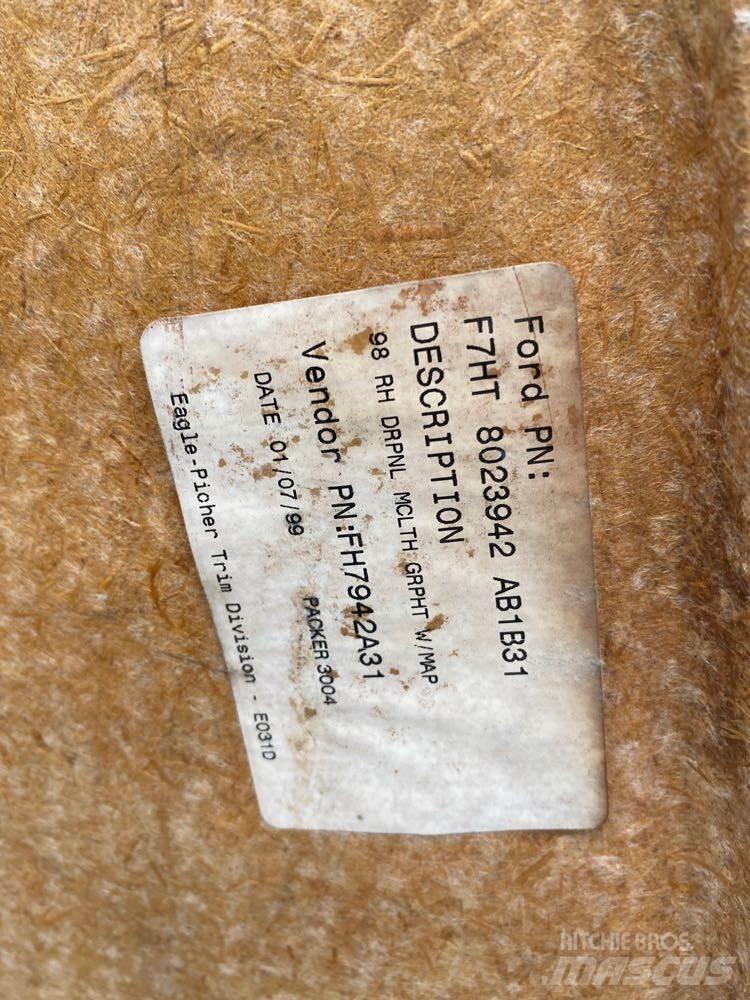 Ford PN:
F7HT 8023942 AB1B31
DESCRIPTION
98 RH DRPNL MCLTH GRPHT W/MAP
Vendor PN:FH7942A31
PACKER 3004
DATE 01/07/99
Eagle-Picher Trim Division - E031D
RITCHIE BROS.
MASCUS